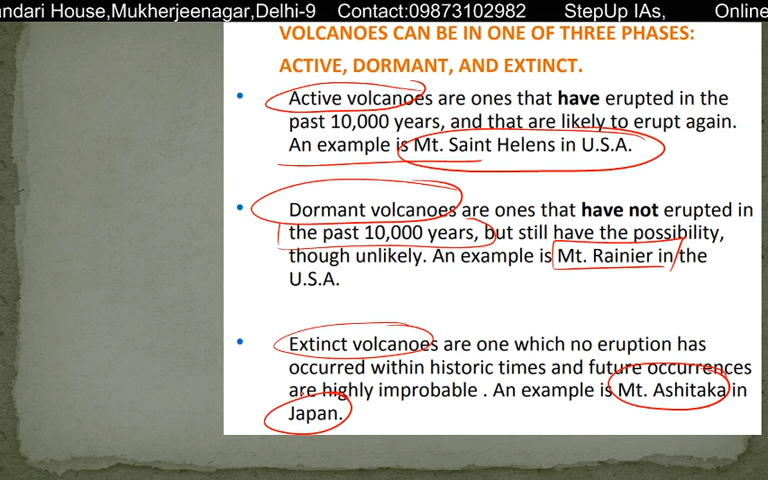 ndari House,Mukherjeenagar,Delhi-9 Contact:09873102982 StepUp IAs, Online
VOLCANOES CAN BE IN ONE OF THREE PHASES:
ACTIVE, DORMANT, AND EXTINCT.
• Active volcanoes are ones that have erupted in the
past 10,000 years, and that are likely to erupt again.
An example is Mt. Saint Helens in U.S.A.
• Dormant volcanoes are ones that have not erupted in
the past 10,000 years, but still have the possibility,
though unlikely. An example is Mt. Rainier in the
U.S.A.
• Extinct volcanoes are one which no eruption has
occurred within historic times and future occurrences
are highly improbable . An example is Mt. Ashitaka in
Japan.